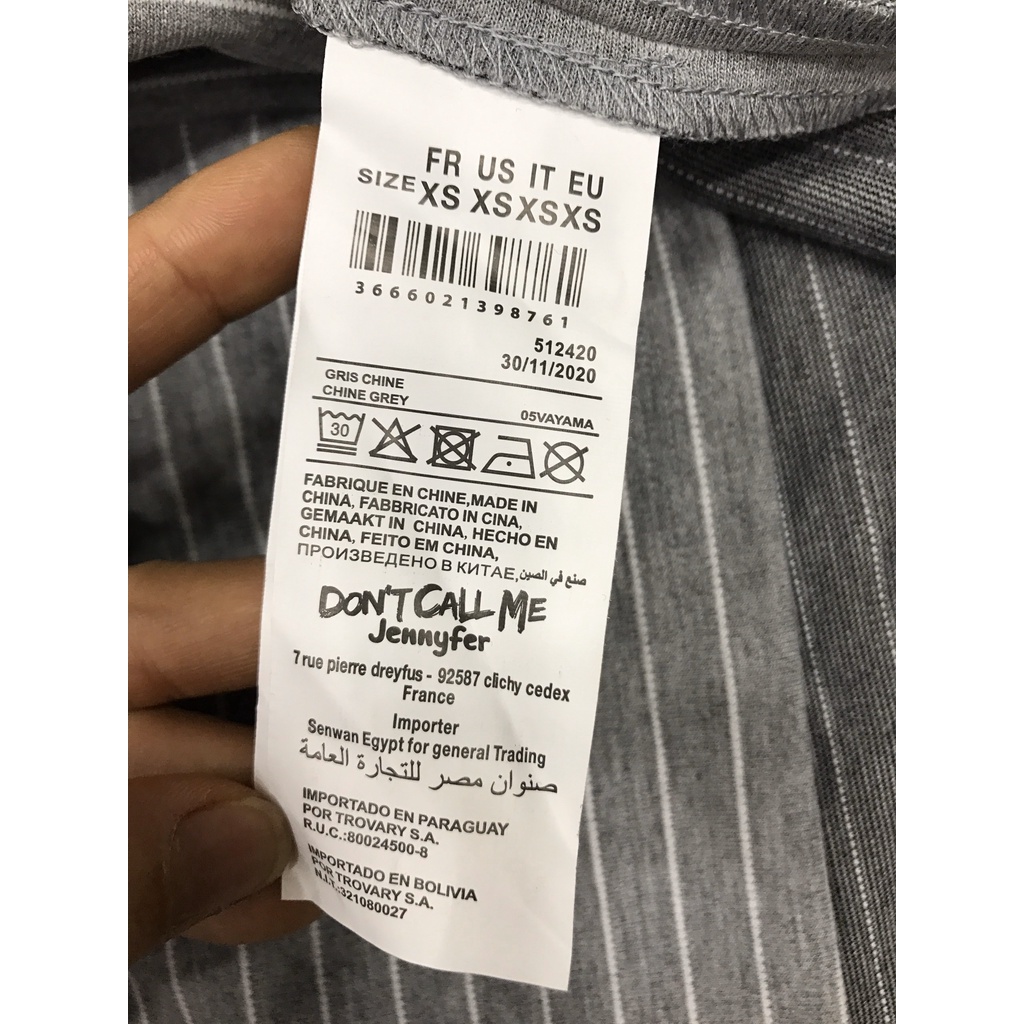 FR US IT EU
SIZE XS XS XS XS
3666021398761
512420
30/11/2020
GRIS CHINE
CHINE GREY
05VAYAMA
30
FABRIQUE EN CHINE,MADE IN
CHINA, FABBRICATO IN CINA,
GEMAAKT IN CHINA, HECHO EN
CHINA, FEITO EM CHINA,
ПРОИЗВЕДЕНО В КИТАЕ,صنع في الصين
DON'T CALL ME
Jennyfer
7 rue pierre dreyfus - 92587 clichy cedex
France
Importer
Senwan Egypt for general Trading
صنوان مصر للتجارة العامة
IMPORTADO EN PARAGUAY
POR TROVARY S.A.
R.U.C.:80024500-8
IMPORTADO EN BOLIVIA
POR TROVARY S.A.
N.I.T.:321080027